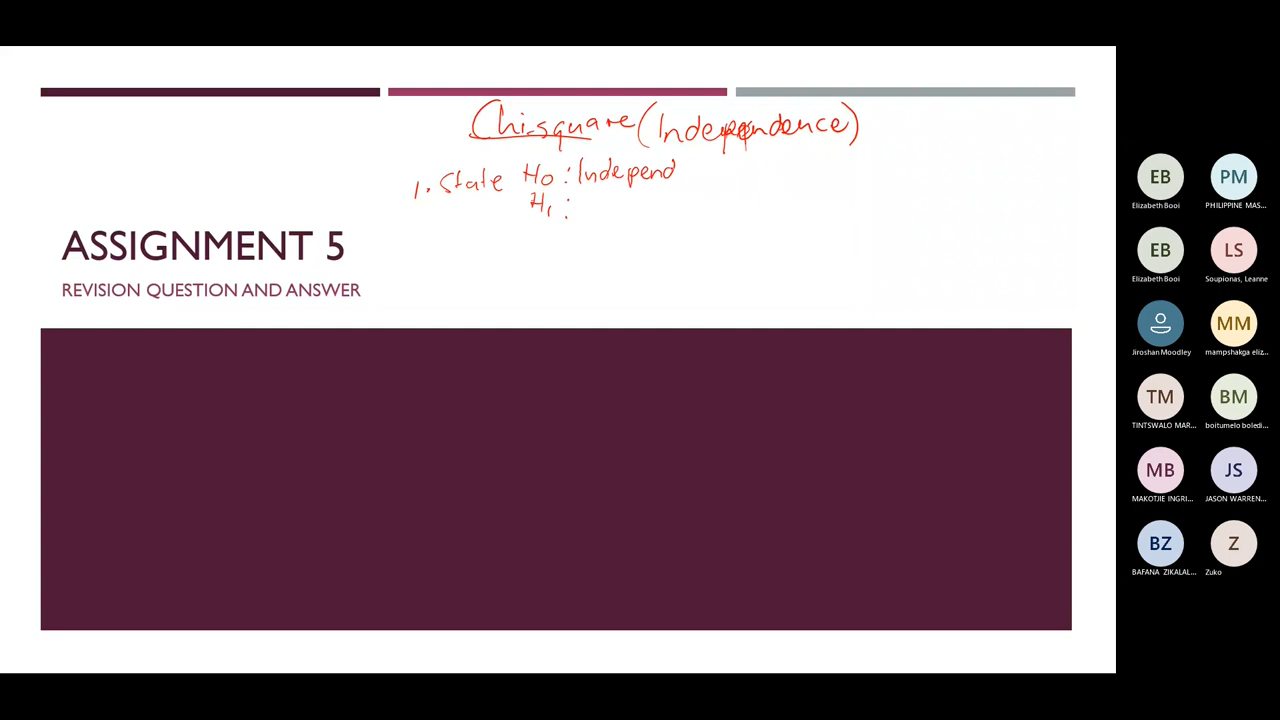 Chi-square (Independence)
1. State H0 : Independ
H1 :
ASSIGNMENT 5
REVISION QUESTION AND ANSWER
EB
PM
Elizabeth Booi
PHILIPPINE MAS...
EB
LS
Elizabeth Booi
Soupionas, Leanne
MM
Jiroshan Moodley
mampshakga eliz...
TM
BM
TINTSWALO MAR...
boitumelo boledi...
MB
JS
MAKOTJIE INGRI...
JASON WARREN...
BZ
Z
BAFANA ZIKALAL...
Zuko